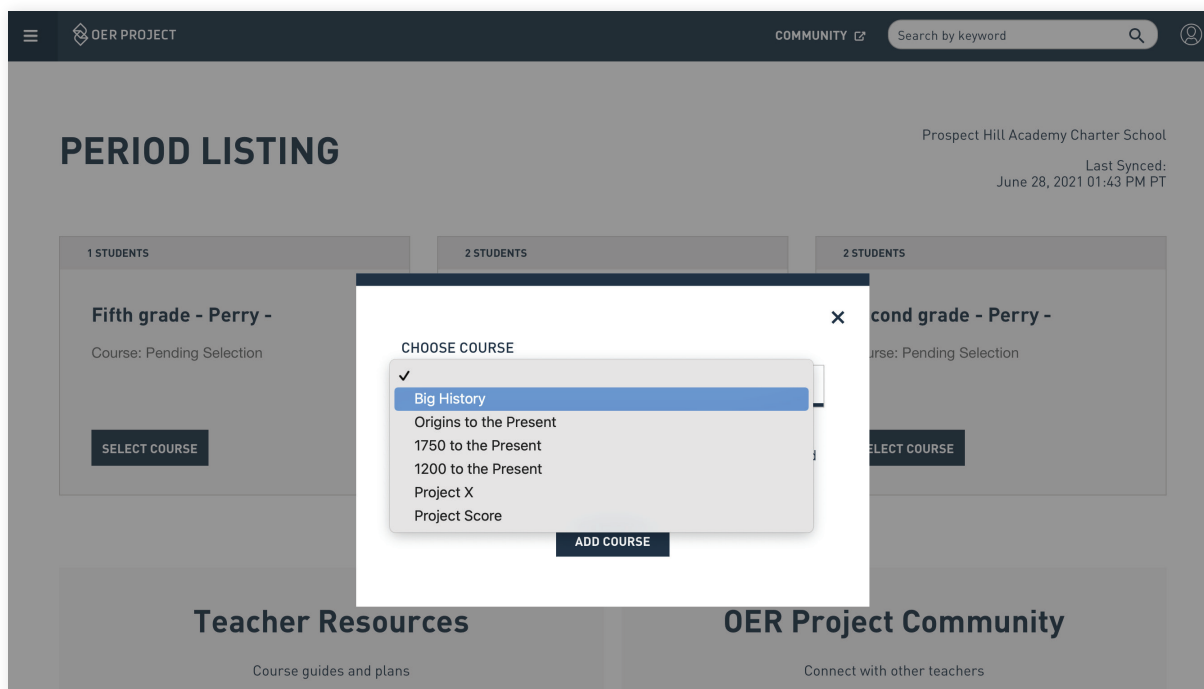 OER PROJECT
COMMUNITY
Search by keyword
PERIOD LISTING
Prospect Hill Academy Charter School
Last Synced:
June 28, 2021 01:43 PM PT
1 STUDENTS
2 STUDENTS
2 STUDENTS
Fifth grade - Perry -
cond grade - Perry -
Course: Pending Selection
urse: Pending Selection
SELECT COURSE
ELECT COURSE
CHOOSE COURSE
Big History
Origins to the Present
1750 to the Present
1200 to the Present
Project X
Project Score
ADD COURSE
Teacher Resources
Course guides and plans
OER Project Community
Connect with other teachers